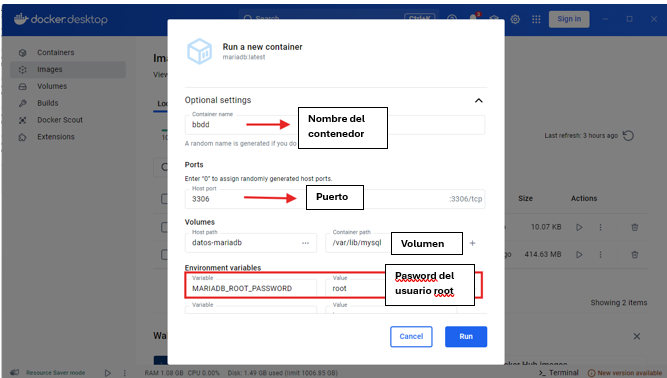 docker.desktop
Search
Ctrl+K
Sign in
Containers
Images
Volumes
Builds
Docker Scout
Extensions
Ima
View
Loc
Last refresh: 3 hours ago
Size
Actions
10.07 KB
go
414.63 MB
Showing 2 items
Wa
Run a new container
mariadb:latest
Optional settings
Container name
bbdd
Nombre del
contenedor
A random name is generated if you do
Ports
Enter "0" to assign randomly generated host ports.
Host port
3306
Puerto
:3306/tcp
Volumes
Host path
datos-mariadb
...
Container path
/var/lib/mysql
Volumen
+
Environment variables
Variable
MARIADB_ROOT_PASSWORD
Value
root
Pasword del
usuario root
Variable
Value
Cancel
Run
Resource Saver mode
RAM 1.08 GB CPU 0.00% Disk: 1.49 GB used (limit 1006.85 GB)
>_ Terminal
New version available